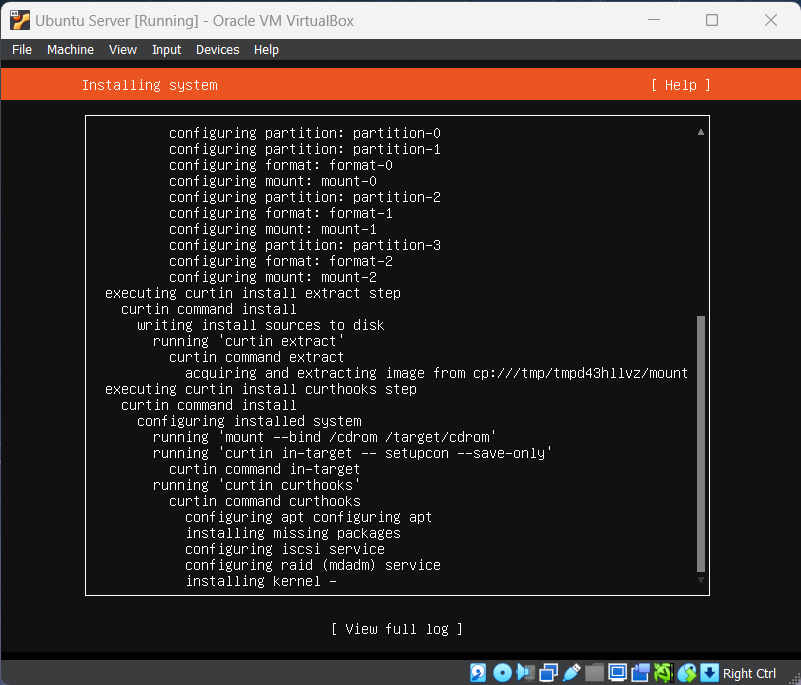 Ubuntu Server [Running] - Oracle VM VirtualBox
File Machine View Input Devices Help
Installing system [ Help ]
configuring partition: partition-0
configuring partition: partition-1
configuring format: format-0
configuring mount: mount-0
configuring partition: partition-2
configuring format: format-1
configuring mount: mount-1
configuring partition: partition-3
configuring format: format-2
configuring mount: mount-2
executing curtin install extract step
curtin command install
writing install sources to disk
running 'curtin extract'
curtin command extract
acquiring and extracting image from cp:///tmp/tmpd43hllvz/mount
executing curtin install curthooks step
curtin command install
configuring installed system
running 'mount --bind /cdrom /target/cdrom'
running 'curtin in-target -- setupcon --save-only'
curtin command in-target
running 'curtin curthooks'
curtin command curthooks
configuring apt configuring apt
installing missing packages
configuring iscsi service
configuring raid (mdadm) service
installing kernel -
[ View full log ]
Right Ctrl